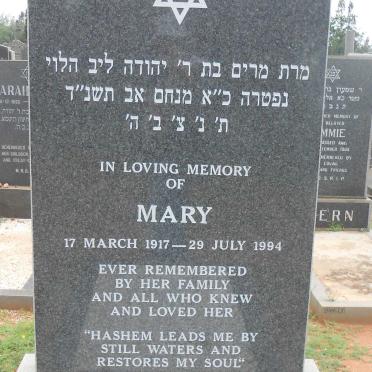 מרת מרים בת ר׳ יהודה ליב הלוי
נפטרה כ״א מנחם אב תשנ״ד
ת׳ נ׳ צ׳ ב׳ ה׳
IN LOVING MEMORY
OF
MARY
17 MARCH 1917—29 JULY 1994
EVER REMEMBERED
BY HER FAMILY
AND ALL WHO KNEW
AND LOVED HER
"HASHEM LEADS ME BY
STILL WATERS AND
RESTORES MY SOUL"